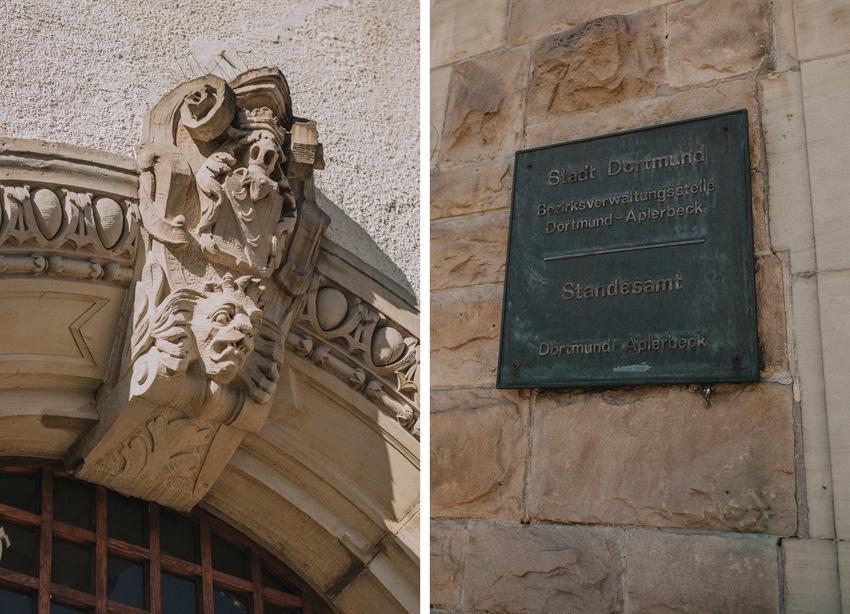 Stadt Dortmund
Bezirksverwaltungsstelle
Dortmund-Aplerbeck
Standesamt
Dortmund-Aplerbeck